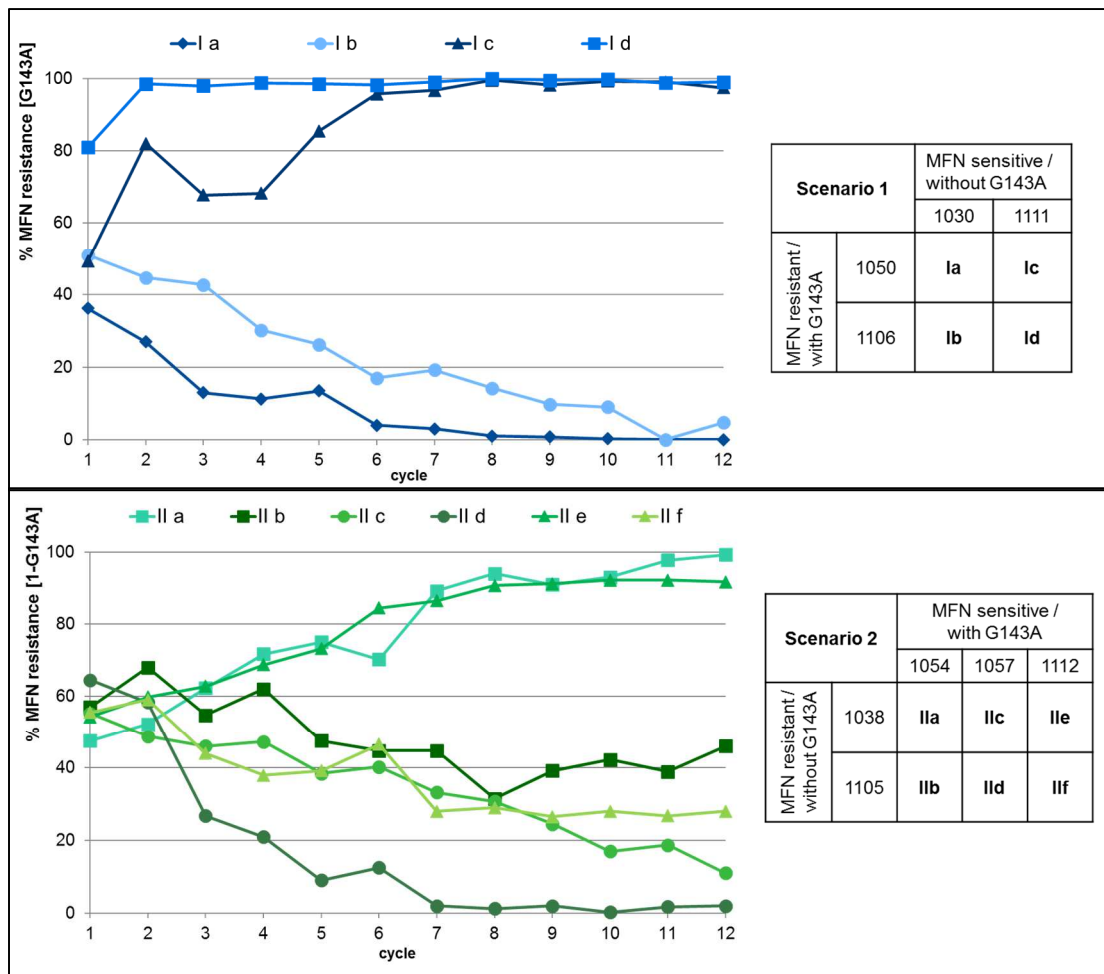 I a I b I c I d
% MFN resistance [G143A]
100
80
60
40
20
0
1 2 3 4 5 6 7 8 9 10 11 12
cycle
Scenario 1
MFN sensitive /
without G143A
1030 1111
MFN resistant /
with G143A
1050 Ia Ic
1106 Ib Id
II a II b II c II d II e II f
% MFN resistance [1-G143A]
100
80
60
40
20
0
1 2 3 4 5 6 7 8 9 10 11 12
cycle
Scenario 2
MFN sensitive /
with G143A
1054 1057 1112
MFN resistant /
without G143A
1038 IIa IIc IIe
1105 IIb IId IIf